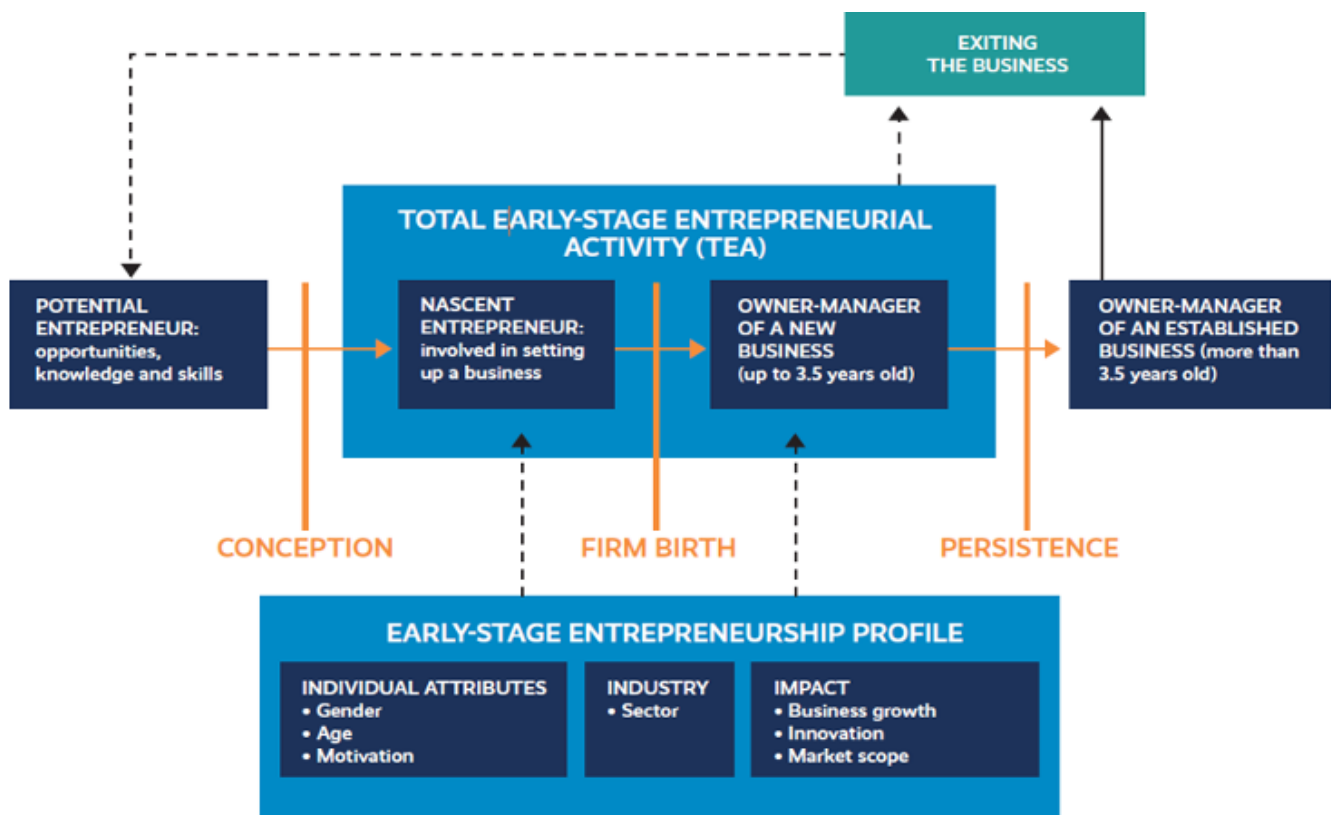 EXITING
THE BUSINESS
TOTAL EARLY-STAGE ENTREPRENEURIAL
ACTIVITY (TEA)
POTENTIAL
ENTREPRENEUR:
opportunities,
knowledge and skills
NASCENT
ENTREPRENEUR:
involved in setting
up a business
OWNER-MANAGER
OF A NEW
BUSINESS
(up to 3.5 years old)
OWNER-MANAGER
OF AN ESTABLISHED
BUSINESS (more than
3.5 years old)
CONCEPTION
FIRM BIRTH
PERSISTENCE
EARLY-STAGE ENTREPRENEURSHIP PROFILE
INDIVIDUAL ATTRIBUTES
• Gender
• Age
• Motivation
INDUSTRY
• Sector
IMPACT
• Business growth
• Innovation
• Market scope